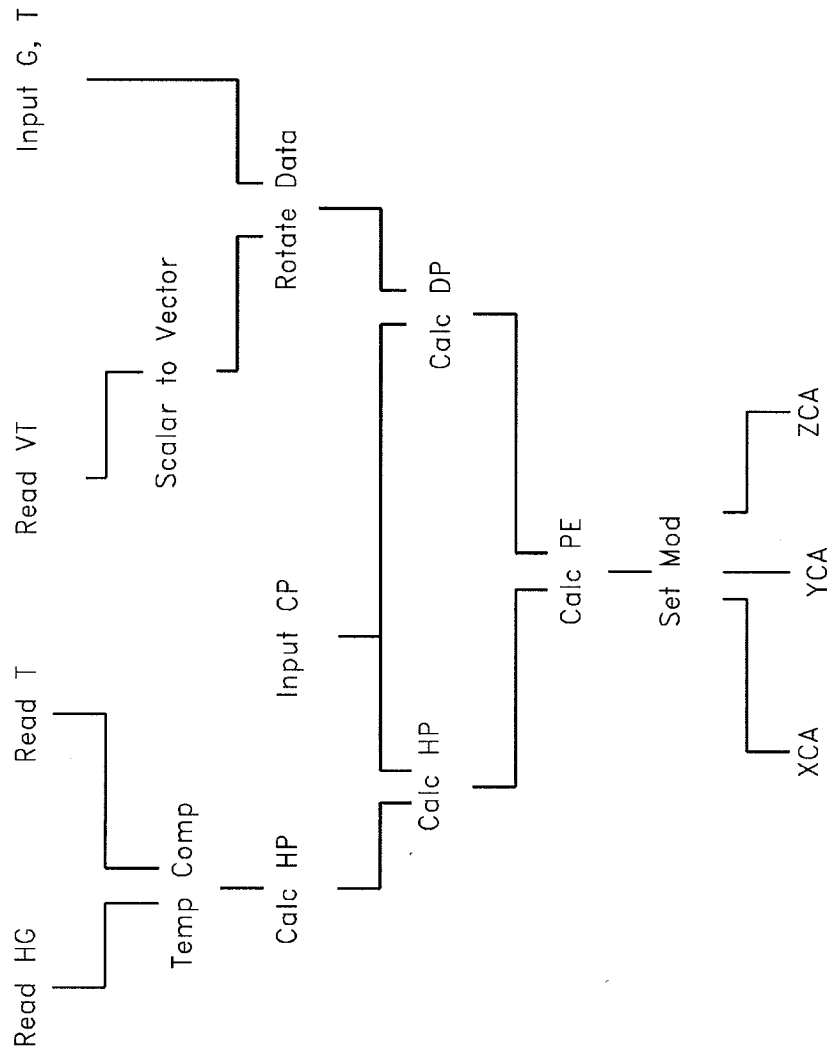 Read HG
Read T
Read VT
Input G, T
Temp Comp
Scalar to Vector
Calc HP
Input CP
Rotate Data
Calc HP
Calc DP
Calc PE
Set Mod
XCA
YCA
ZCA